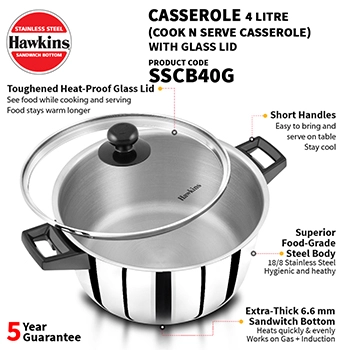 STAINLESS STEEL
Hawkins
SANDWICH BOTTOM
CASSEROLE 4 LITRE
(COOK N SERVE CASSEROLE)
WITH GLASS LID
PRODUCT CODE
SSCB40G
Toughened Heat-Proof Glass Lid
See food while cooking and serving
Food stays warm longer
Short Handles
Easy to bring and
serve on table
Stay cool
Hawkins
Superior
Food-Grade
Steel Body
18/8 Stainless Steel
Hygienic and heathy
Extra-Thick 6.6 mm
Sandwich Bottom
Heats quickly & evenly
Works on Gas + Induction
5 Year
Guarantee